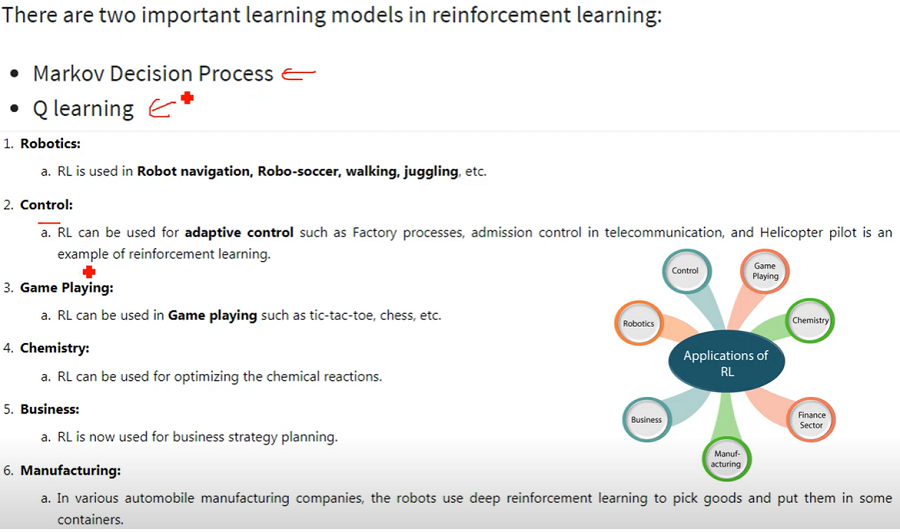 There are two important learning models in reinforcement learning:
• Markov Decision Process
• Q learning
1. Robotics:
a. RL is used in Robot navigation, Robo-soccer, walking, juggling, etc.
2. Control:
a. RL can be used for adaptive control such as Factory processes, admission control in telecommunication, and Helicopter pilot is an
example of reinforcement learning.
3. Game Playing:
a. RL can be used in Game playing such as tic-tac-toe, chess, etc.
4. Chemistry:
a. RL can be used for optimizing the chemical reactions.
5. Business:
a. RL is now used for business strategy planning.
6. Manufacturing:
a. In various automobile manufacturing companies, the robots use deep reinforcement learning to pick goods and put them in some
containers.
Control
Game
Playing
Robotics
Chemistry
Applications of
RL
Business
Finance
Sector
Manuf-
acturing